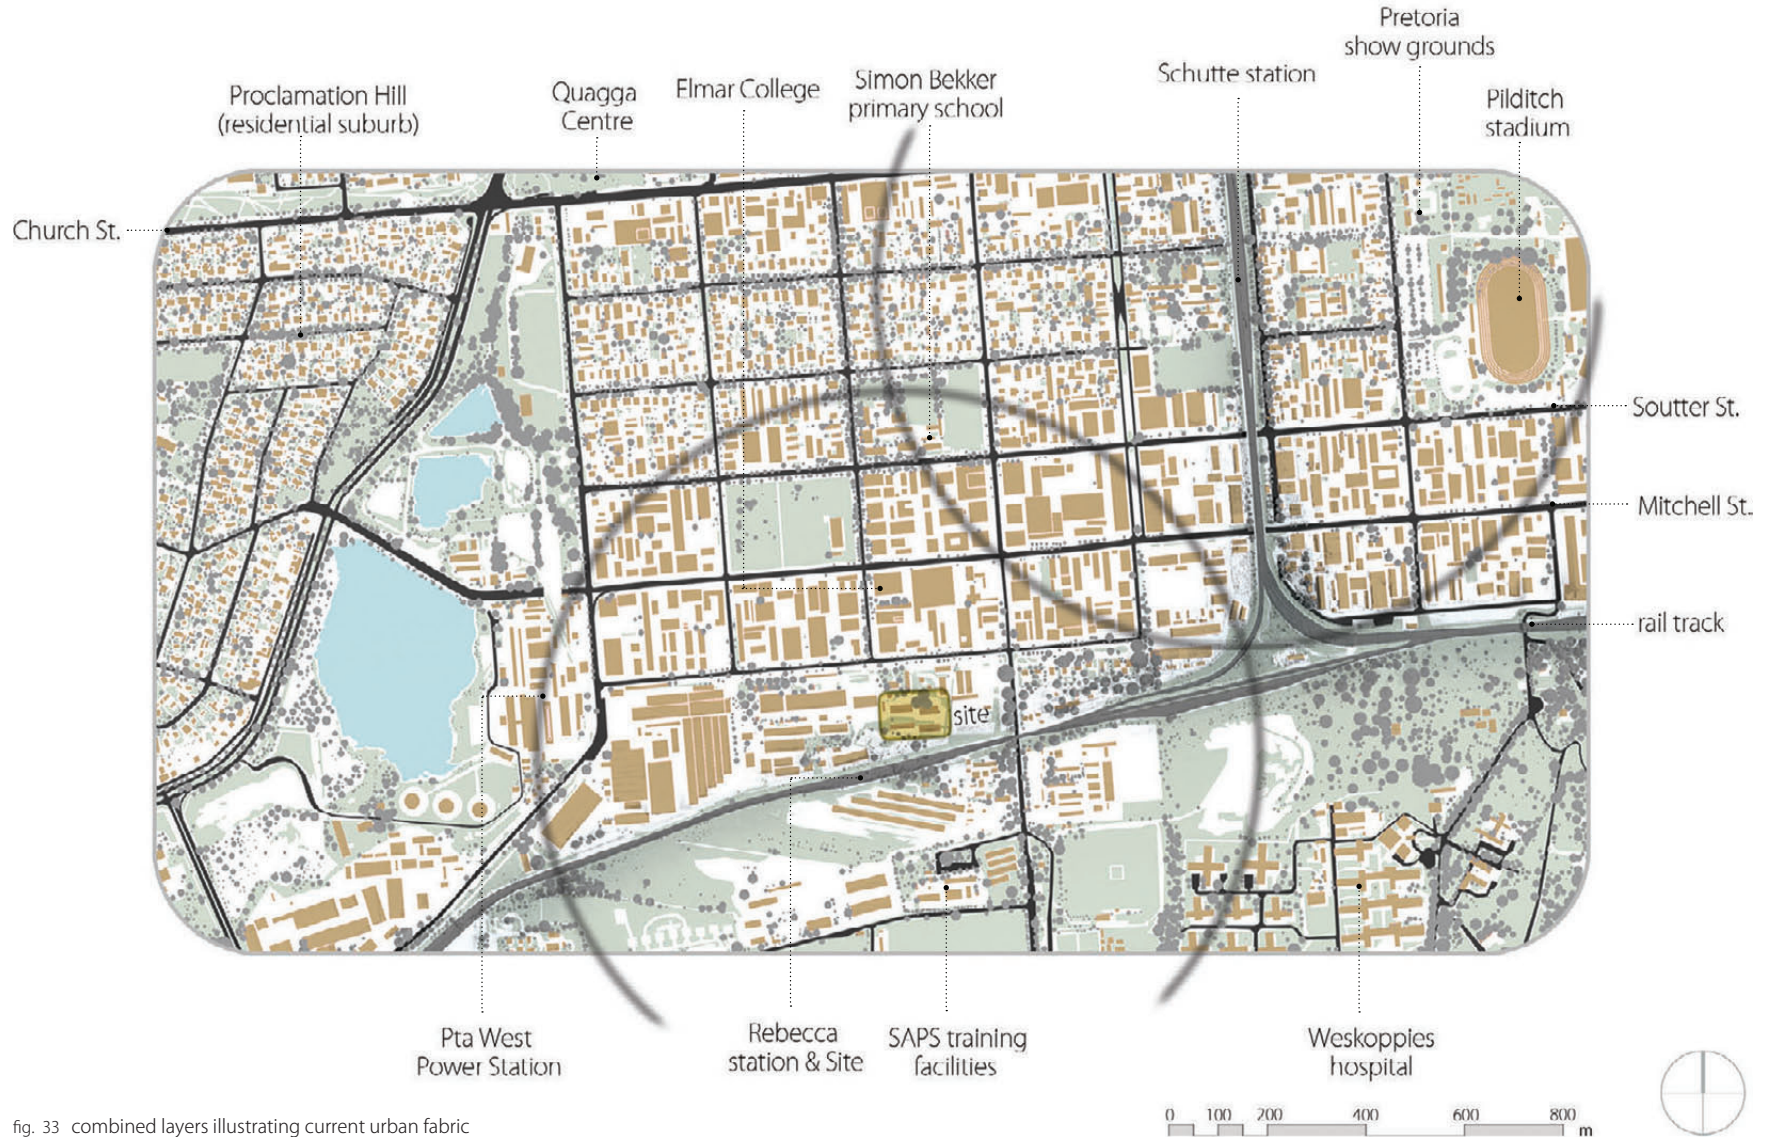 Pretoria
show grounds
Schutte station
Simon Bekker
primary school
Elmar College
Quagga
Centre
Proclamation Hill
(residential suburb)
Pilditch
stadium
Church St.
Soutter St.
Mitchell St.
rail track
site
Pta West
Power Station
Rebecca
station & Site
SAPS training
facilities
Weskoppies
hospital
0 100 200 400 600 800
m
fig. 33 combined layers illustrating current urban fabric